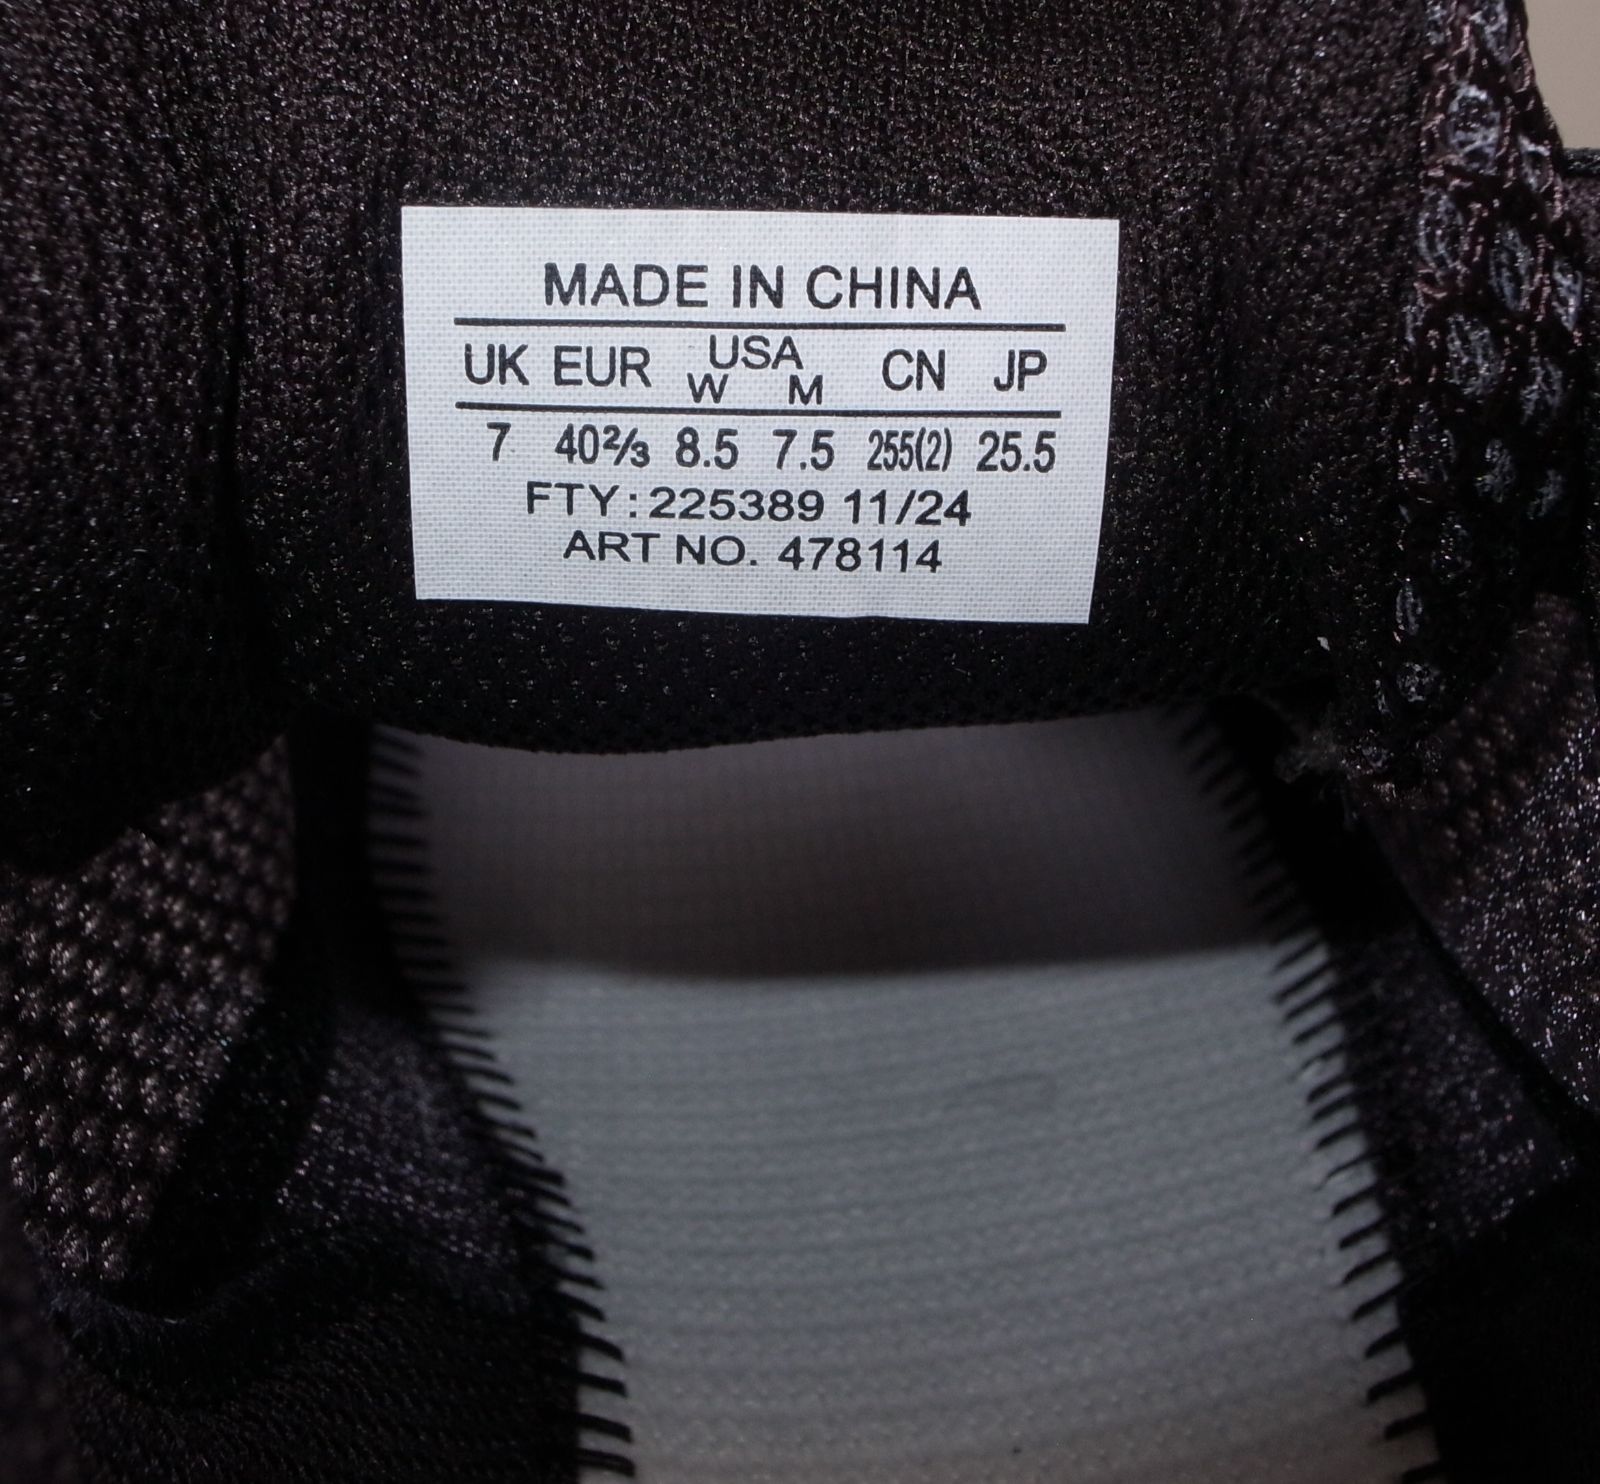 MADE IN CHINA
UK EUR USA CN JP
W M
7 40⅔ 8.5 7.5 255(2) 25.5
FTY: 225389 11/24
ART NO. 478114